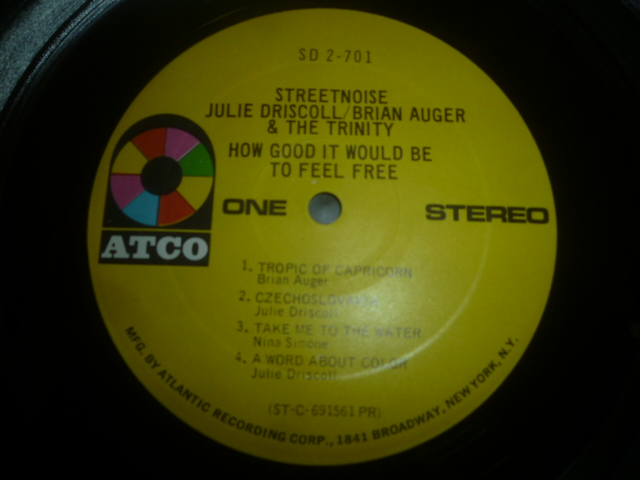 SD 2-701
STREETNOISE
JULIE DRISCOLL/BRIAN AUGER
& THE TRINITY
HOW GOOD IT WOULD BE
TO FEEL FREE
ATCO
ONE
STEREO
1. TROPIC OF CAPRICORN
Brian Auger
2. CZECHOSLOVAKIA
Julie Driscoll
3. TAKE ME TO THE WATER
Nina Simone
4. A WORD ABOUT COLOR
Julie Driscoll
(ST-C-691561 PR)
MFG. BY ATLANTIC RECORDING CORP., 1841 BROADWAY, NEW YORK, N.Y.